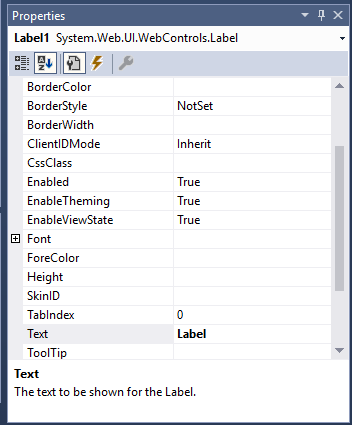 Properties
Label1 System.Web.UI.WebControls.Label
BorderColor
BorderStyle NotSet
BorderWidth
ClientIDMode Inherit
CssClass
Enabled True
EnableTheming True
EnableViewState True
Font
ForeColor
Height
SkinID
TabIndex 0
Text Label
ToolTip
Text
The text to be shown for the Label.